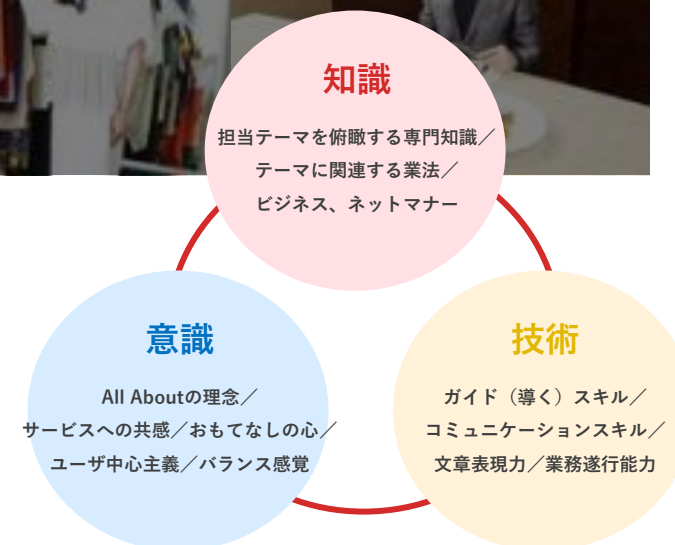 知識
担当テーマを俯瞰する専門知識／
テーマに関連する業法／
ビジネス、ネットマナー
意識
All Aboutの理念／
サービスへの共感／おもてなしの心／
ユーザ中心主義／バランス感覚
技術
ガイド（導く）スキル／
コミュニケーションスキル／
文章表現力／業務遂行能力